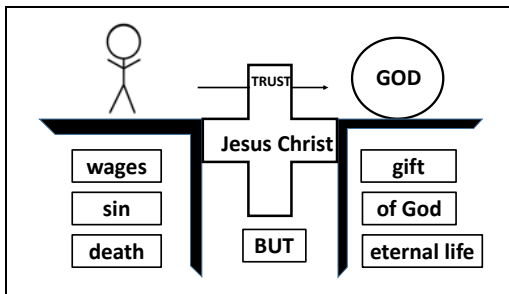 TRUST
GOD
Jesus Christ
wages
sin
death
BUT
gift
of God
eternal life